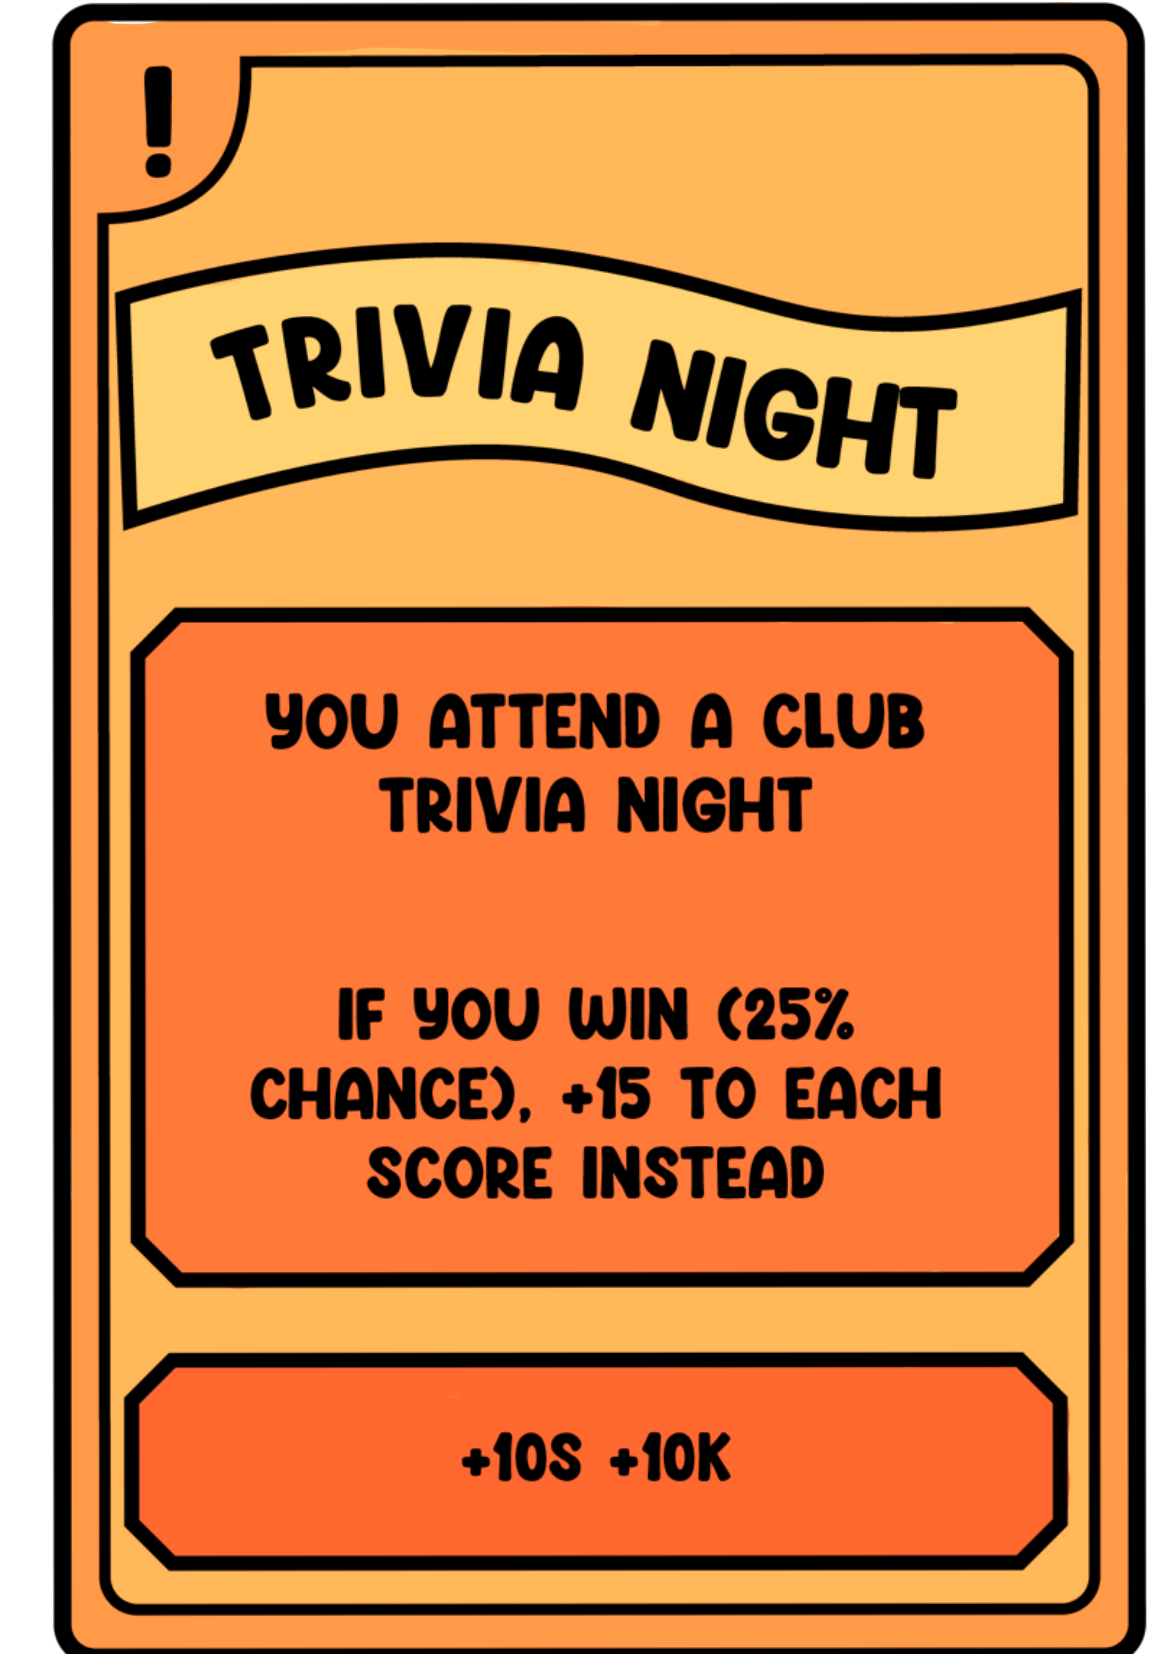 !
TRIVIA NIGHT
YOU ATTEND A CLUB
TRIVIA NIGHT
IF YOU WIN (25%
CHANCE), +15 TO EACH
SCORE INSTEAD
+10S +10K